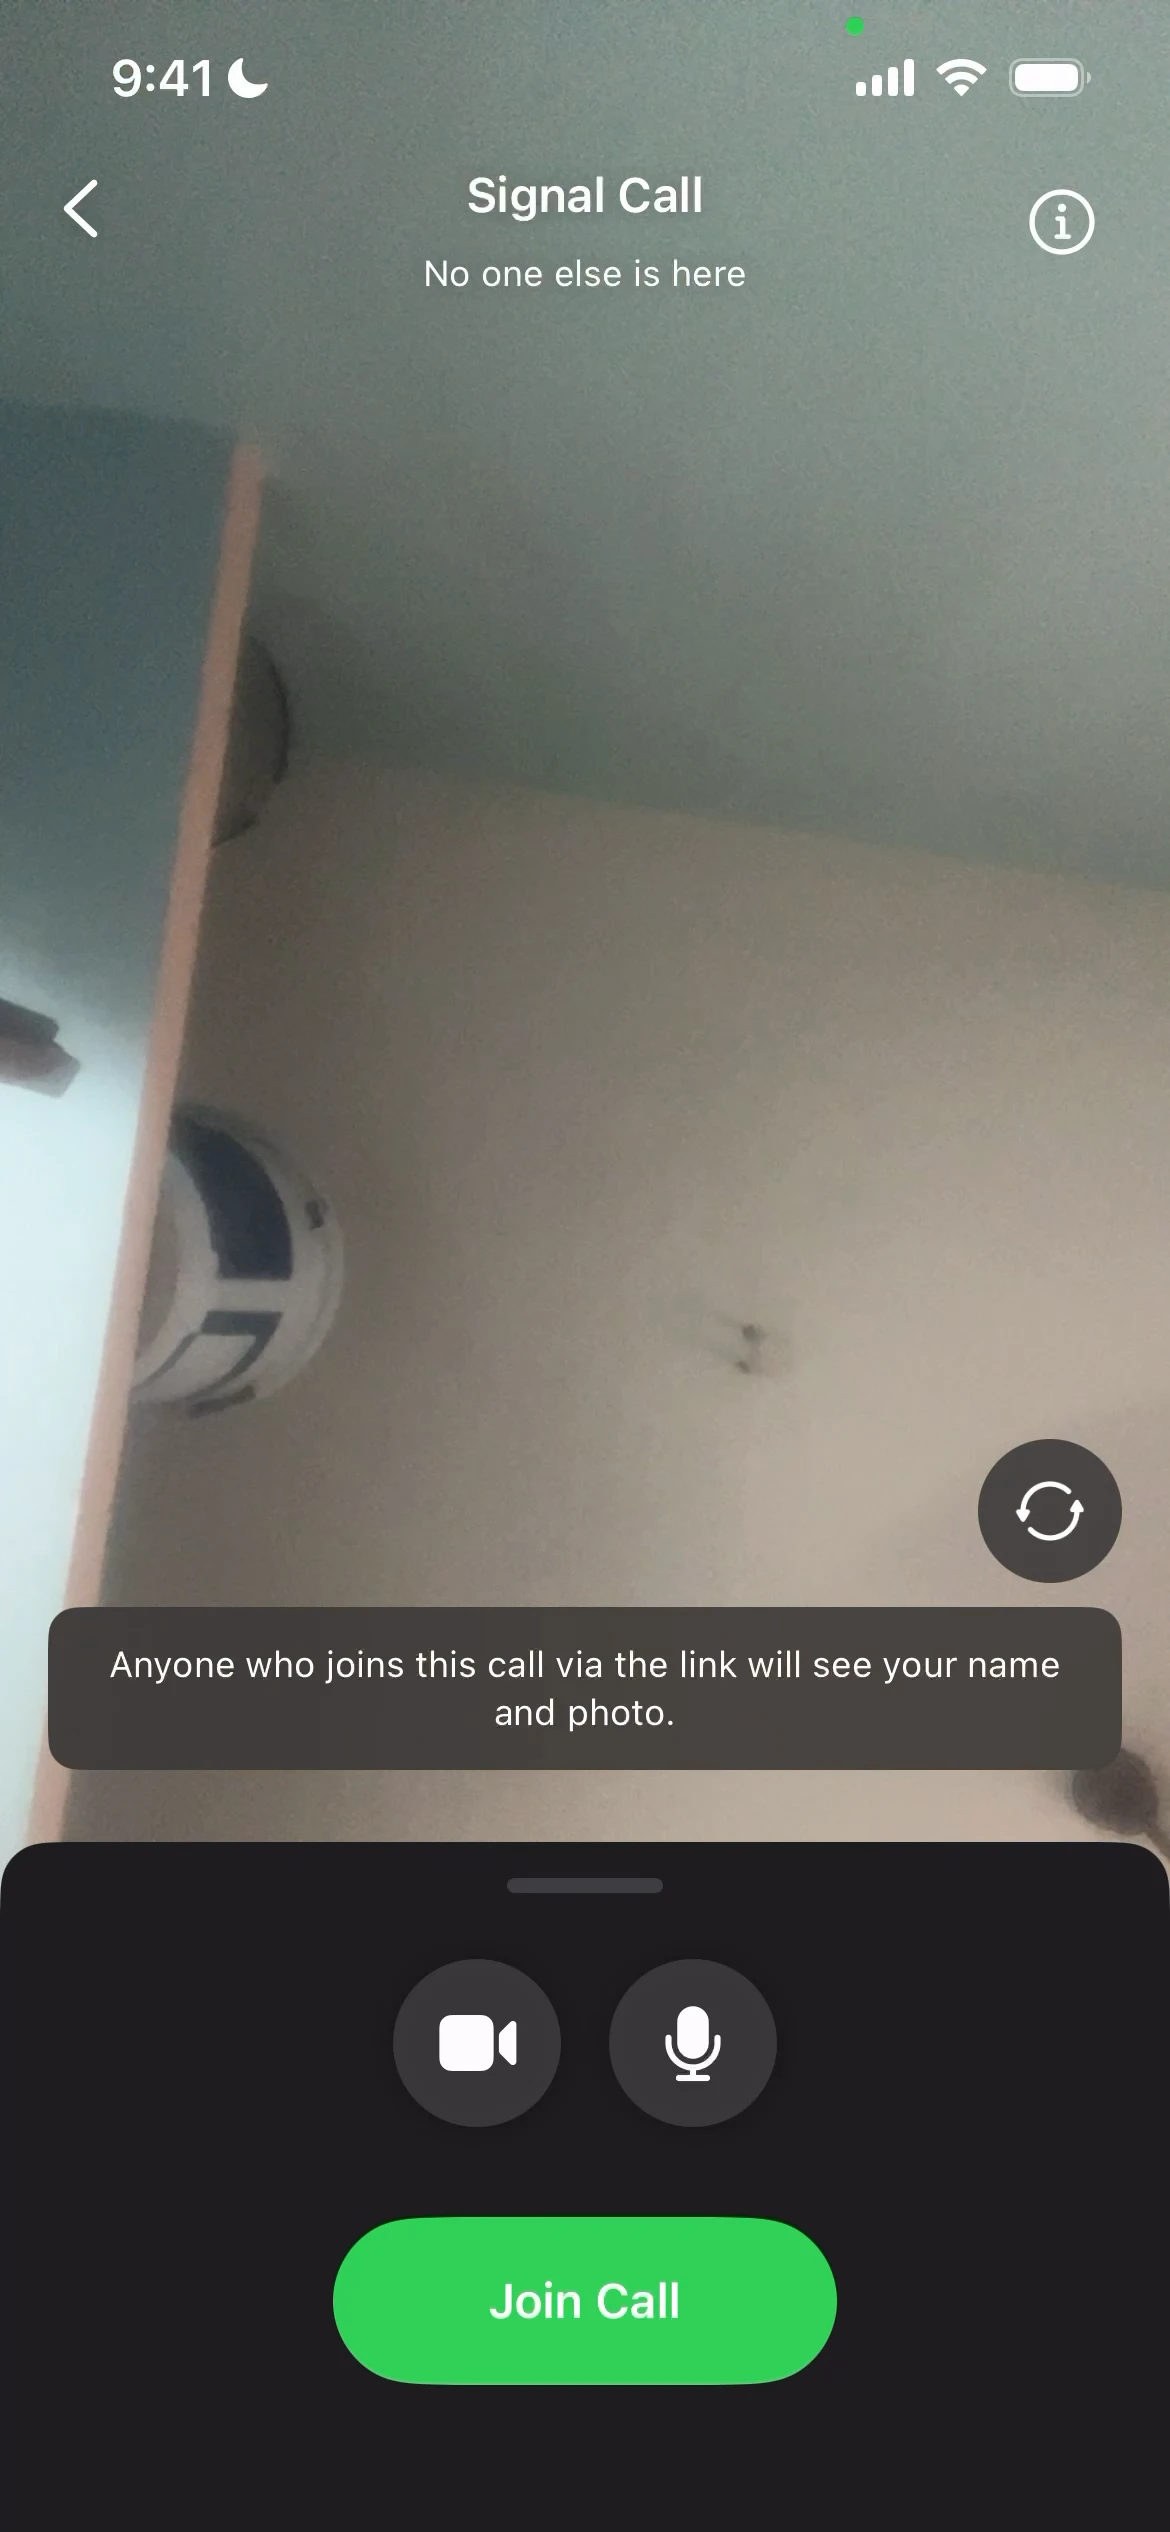 9:41
Signal Call
No one else is here
Anyone who joins this call via the link will see your name
and photo.
Join Call